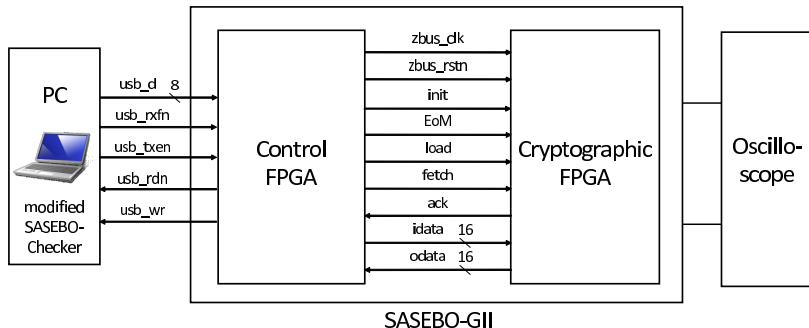 PC
modified
SASEBO-
Checker
usb_d 8
usb_rxfn
usb_txen
usb_rdn
usb_wr
Control
FPGA
zbus_clk
zbus_rstn
init
EoM
load
fetch
ack
idata 16
odata 16
Cryptographic
FPGA
Oscillo-
scope
SASEBO-GII